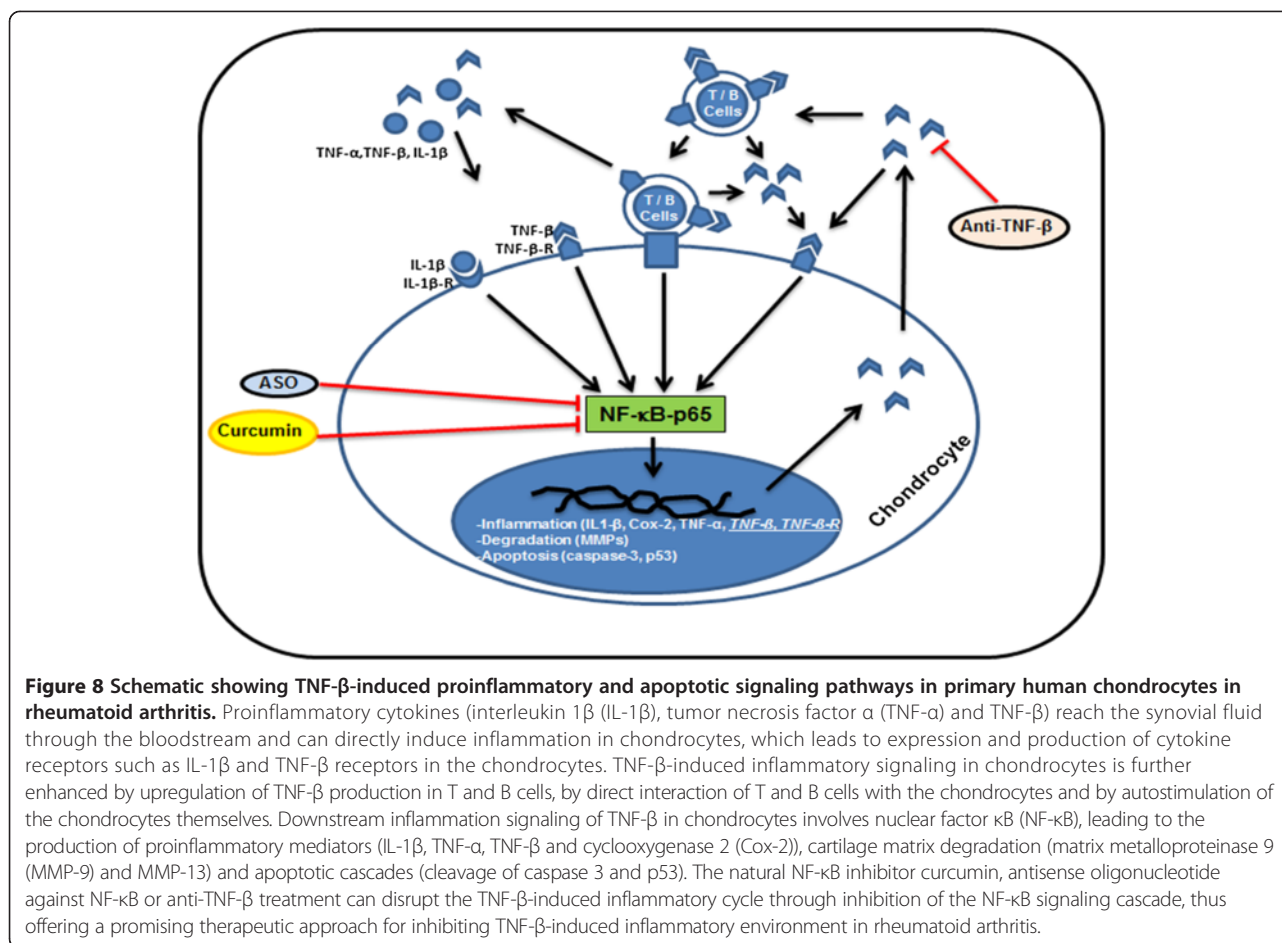 T / B
Cells
TNF-α,TNF-β, IL-1β
T / B
Cells
Anti-TNF-β
TNF-β
TNF-β-R
IL-1β
IL-1β-R
ASO
Curcumin
NF-κB-p65
Chondrocyte
-Inflammation (IL1-β, Cox-2, TNF-α, TNF-ß, TNF-ß-R
-Degradation (MMPs)
-Apoptosis (caspase-3, p53)
Figure 8 Schematic showing TNF-β-induced proinflammatory and apoptotic signaling pathways in primary human chondrocytes in
rheumatoid arthritis. Proinflammatory cytokines (interleukin 1β (IL-1β), tumor necrosis factor α (TNF-α) and TNF-β) reach the synovial fluid
through the bloodstream and can directly induce inflammation in chondrocytes, which leads to expression and production of cytokine
receptors such as IL-1β and TNF-β receptors in the chondrocytes. TNF-β-induced inflammatory signaling in chondrocytes is further
enhanced by upregulation of TNF-β production in T and B cells, by direct interaction of T and B cells with the chondrocytes and by autostimulation of
the chondrocytes themselves. Downstream inflammation signaling of TNF-β in chondrocytes involves nuclear factor κB (NF-κB), leading to the
production of proinflammatory mediators (IL-1β, TNF-α, TNF-β and cyclooxygenase 2 (Cox-2)), cartilage matrix degradation (matrix metalloproteinase 9
(MMP-9) and MMP-13) and apoptotic cascades (cleavage of caspase 3 and p53). The natural NF-κB inhibitor curcumin, antisense oligonucleotide
against NF-κB or anti-TNF-β treatment can disrupt the TNF-β-induced inflammatory cycle through inhibition of the NF-κB signaling cascade, thus
offering a promising therapeutic approach for inhibiting TNF-β-induced inflammatory environment in rheumatoid arthritis.